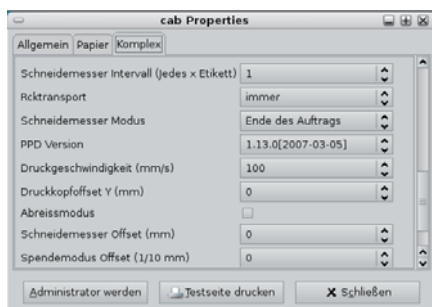 cab Properties
Allgemein Papier Komplex
Schneidemesser Intervall (Jedes x Etikett) 1
Rcktransport immer
Schneidemesser Modus Ende des Auftrags
PPD Version 1.13.0[2007-03-05]
Druckgeschwindigkeit (mm/s) 100
Druckkopfoffset Y (mm) 0
Abreissmodus
Schneidemesser Offset (mm) 0
Spendemodus Offset (1/10 mm) 0
Administrator werden Testseite drucken Schließen